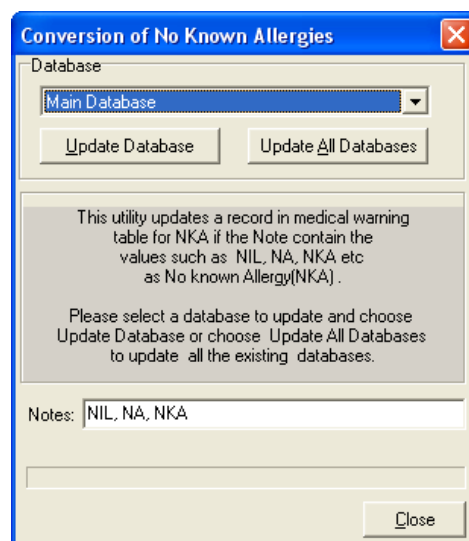 Conversion of No Known Allergies
Database
Main Database
Update Database Update All Databases
This utility updates a record in medical warning
table for NKA if the Note contain the
values such as NIL, NA, NKA etc
as No known Allergy(NKA) .
Please select a database to update and choose
Update Database or choose Update All Databases
to update all the existing databases.
Notes: NIL, NA, NKA
Close